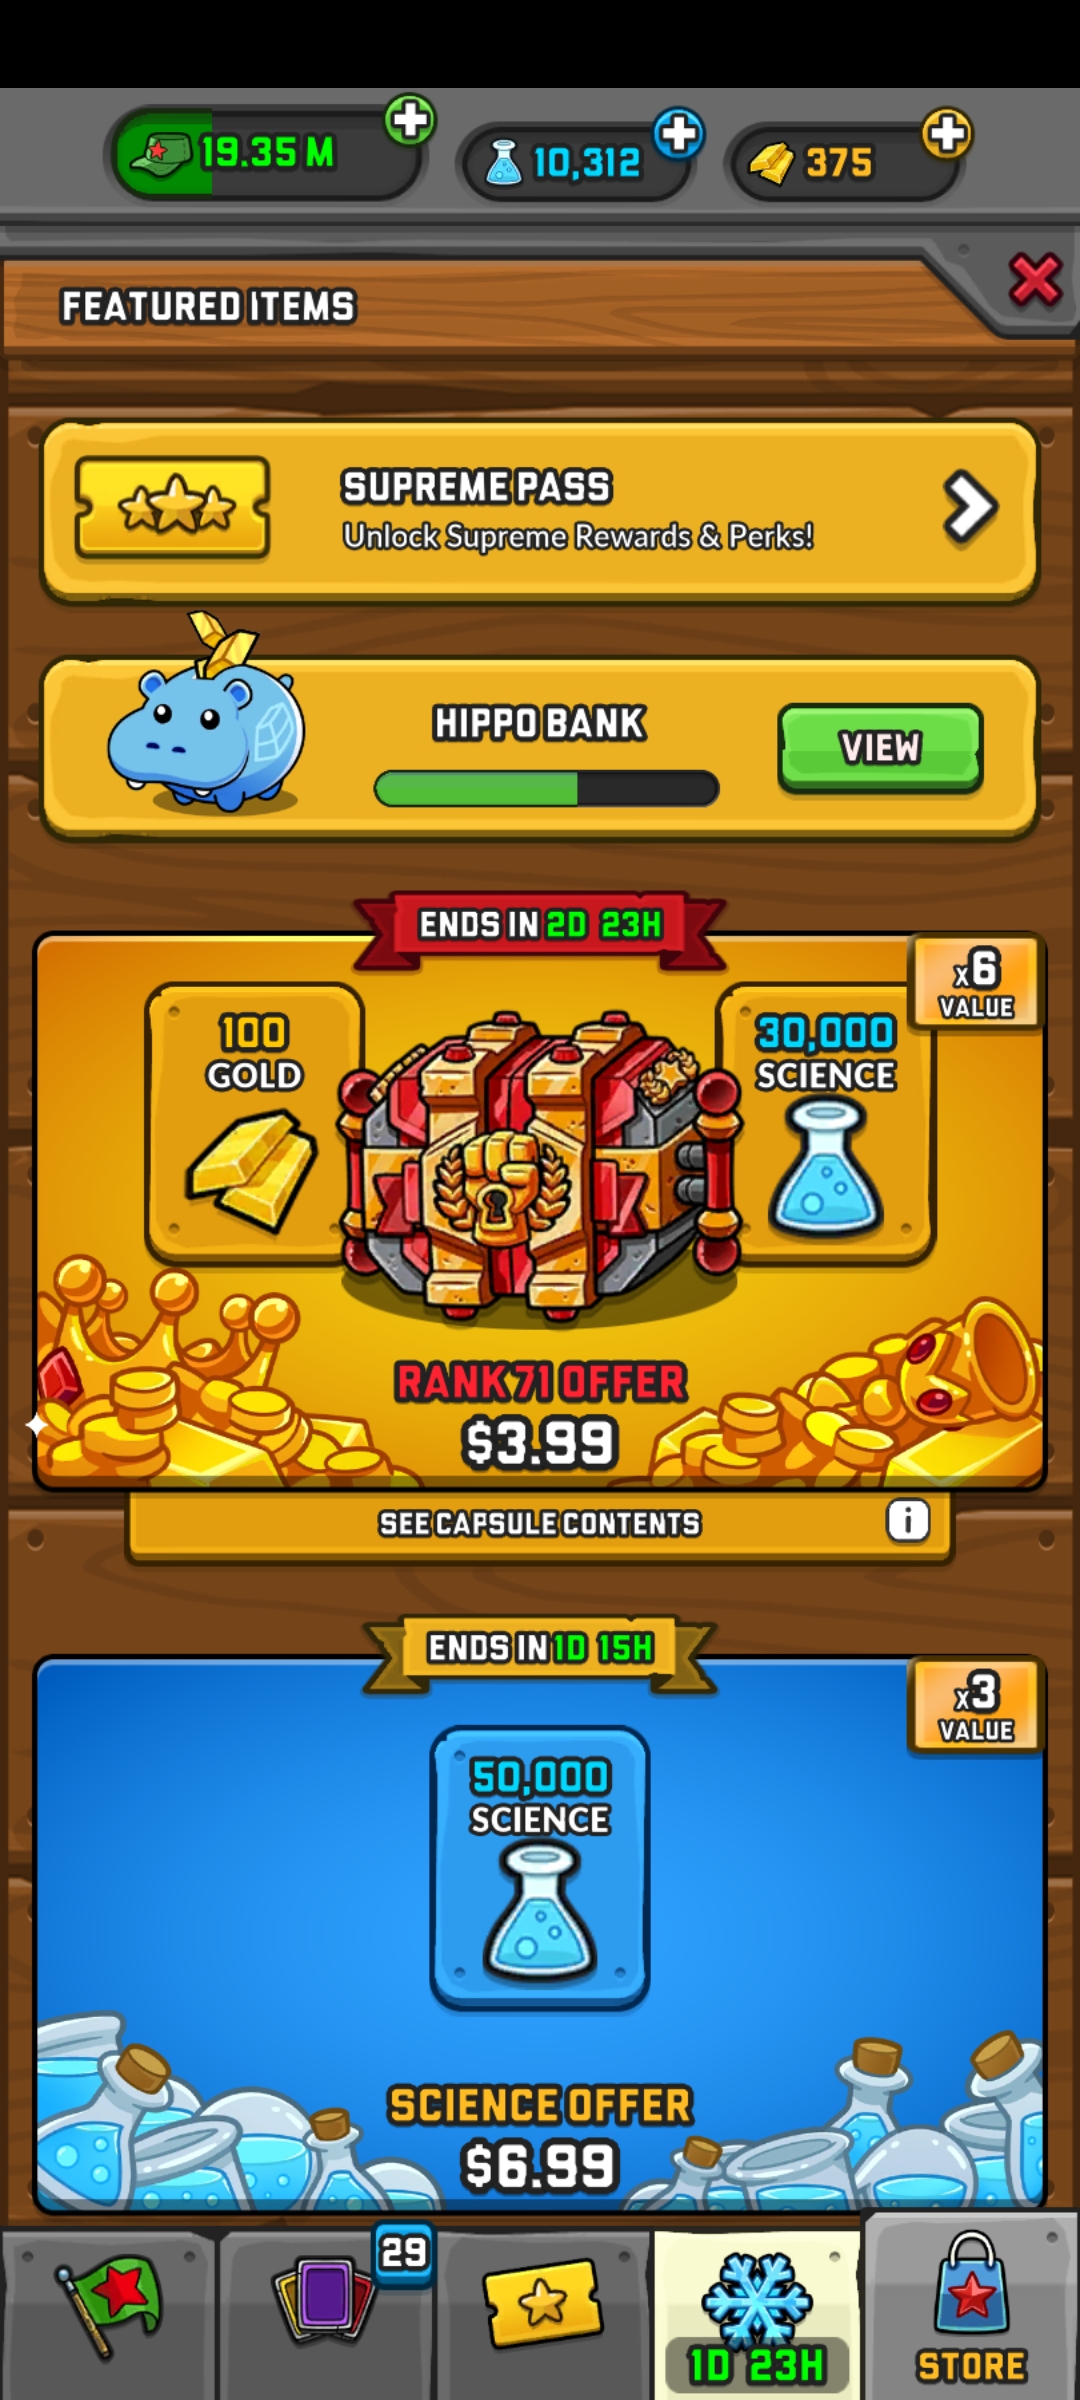 19.35 M
10,312
375
FEATURED ITEMS
SUPREME PASS
Unlock Supreme Rewards & Perks!
HIPPO BANK
VIEW
ENDS IN 2D 23H
x6
VALUE
100
GOLD
30,000
SCIENCE
RANK 71 OFFER
$3.99
SEE CAPSULE CONTENTS
i
ENDS IN 1D 15H
x3
VALUE
50,000
SCIENCE
SCIENCE OFFER
$6.99
29
1D 23H
STORE